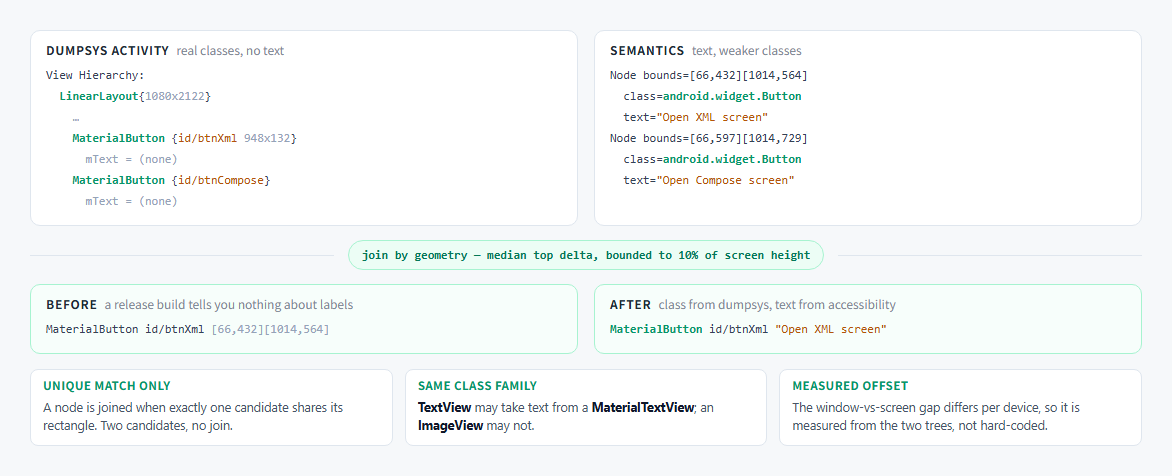 DUMPSYS ACTIVITY real classes, no text
View Hierarchy:
LinearLayout{1080x2122}
…
MaterialButton {id/btnXml 948x132}
mText = (none)
MaterialButton {id/btnCompose}
mText = (none)
SEMANTICS text, weaker classes
Node bounds=[66,432][1014,564]
class=android.widget.Button
text="Open XML screen"
Node bounds=[66,597][1014,729]
class=android.widget.Button
text="Open Compose screen"
join by geometry — median top delta, bounded to 10% of screen height
BEFORE a release build tells you nothing about labels
MaterialButton id/btnXml [66,432][1014,564]
AFTER class from dumpsys, text from accessibility
MaterialButton id/btnXml "Open XML screen"
UNIQUE MATCH ONLY
A node is joined when exactly one candidate shares its
rectangle. Two candidates, no join.
SAME CLASS FAMILY
TextView may take text from a MaterialTextView; an
ImageView may not.
MEASURED OFFSET
The window-vs-screen gap differs per device, so it is
measured from the two trees, not hard-coded.